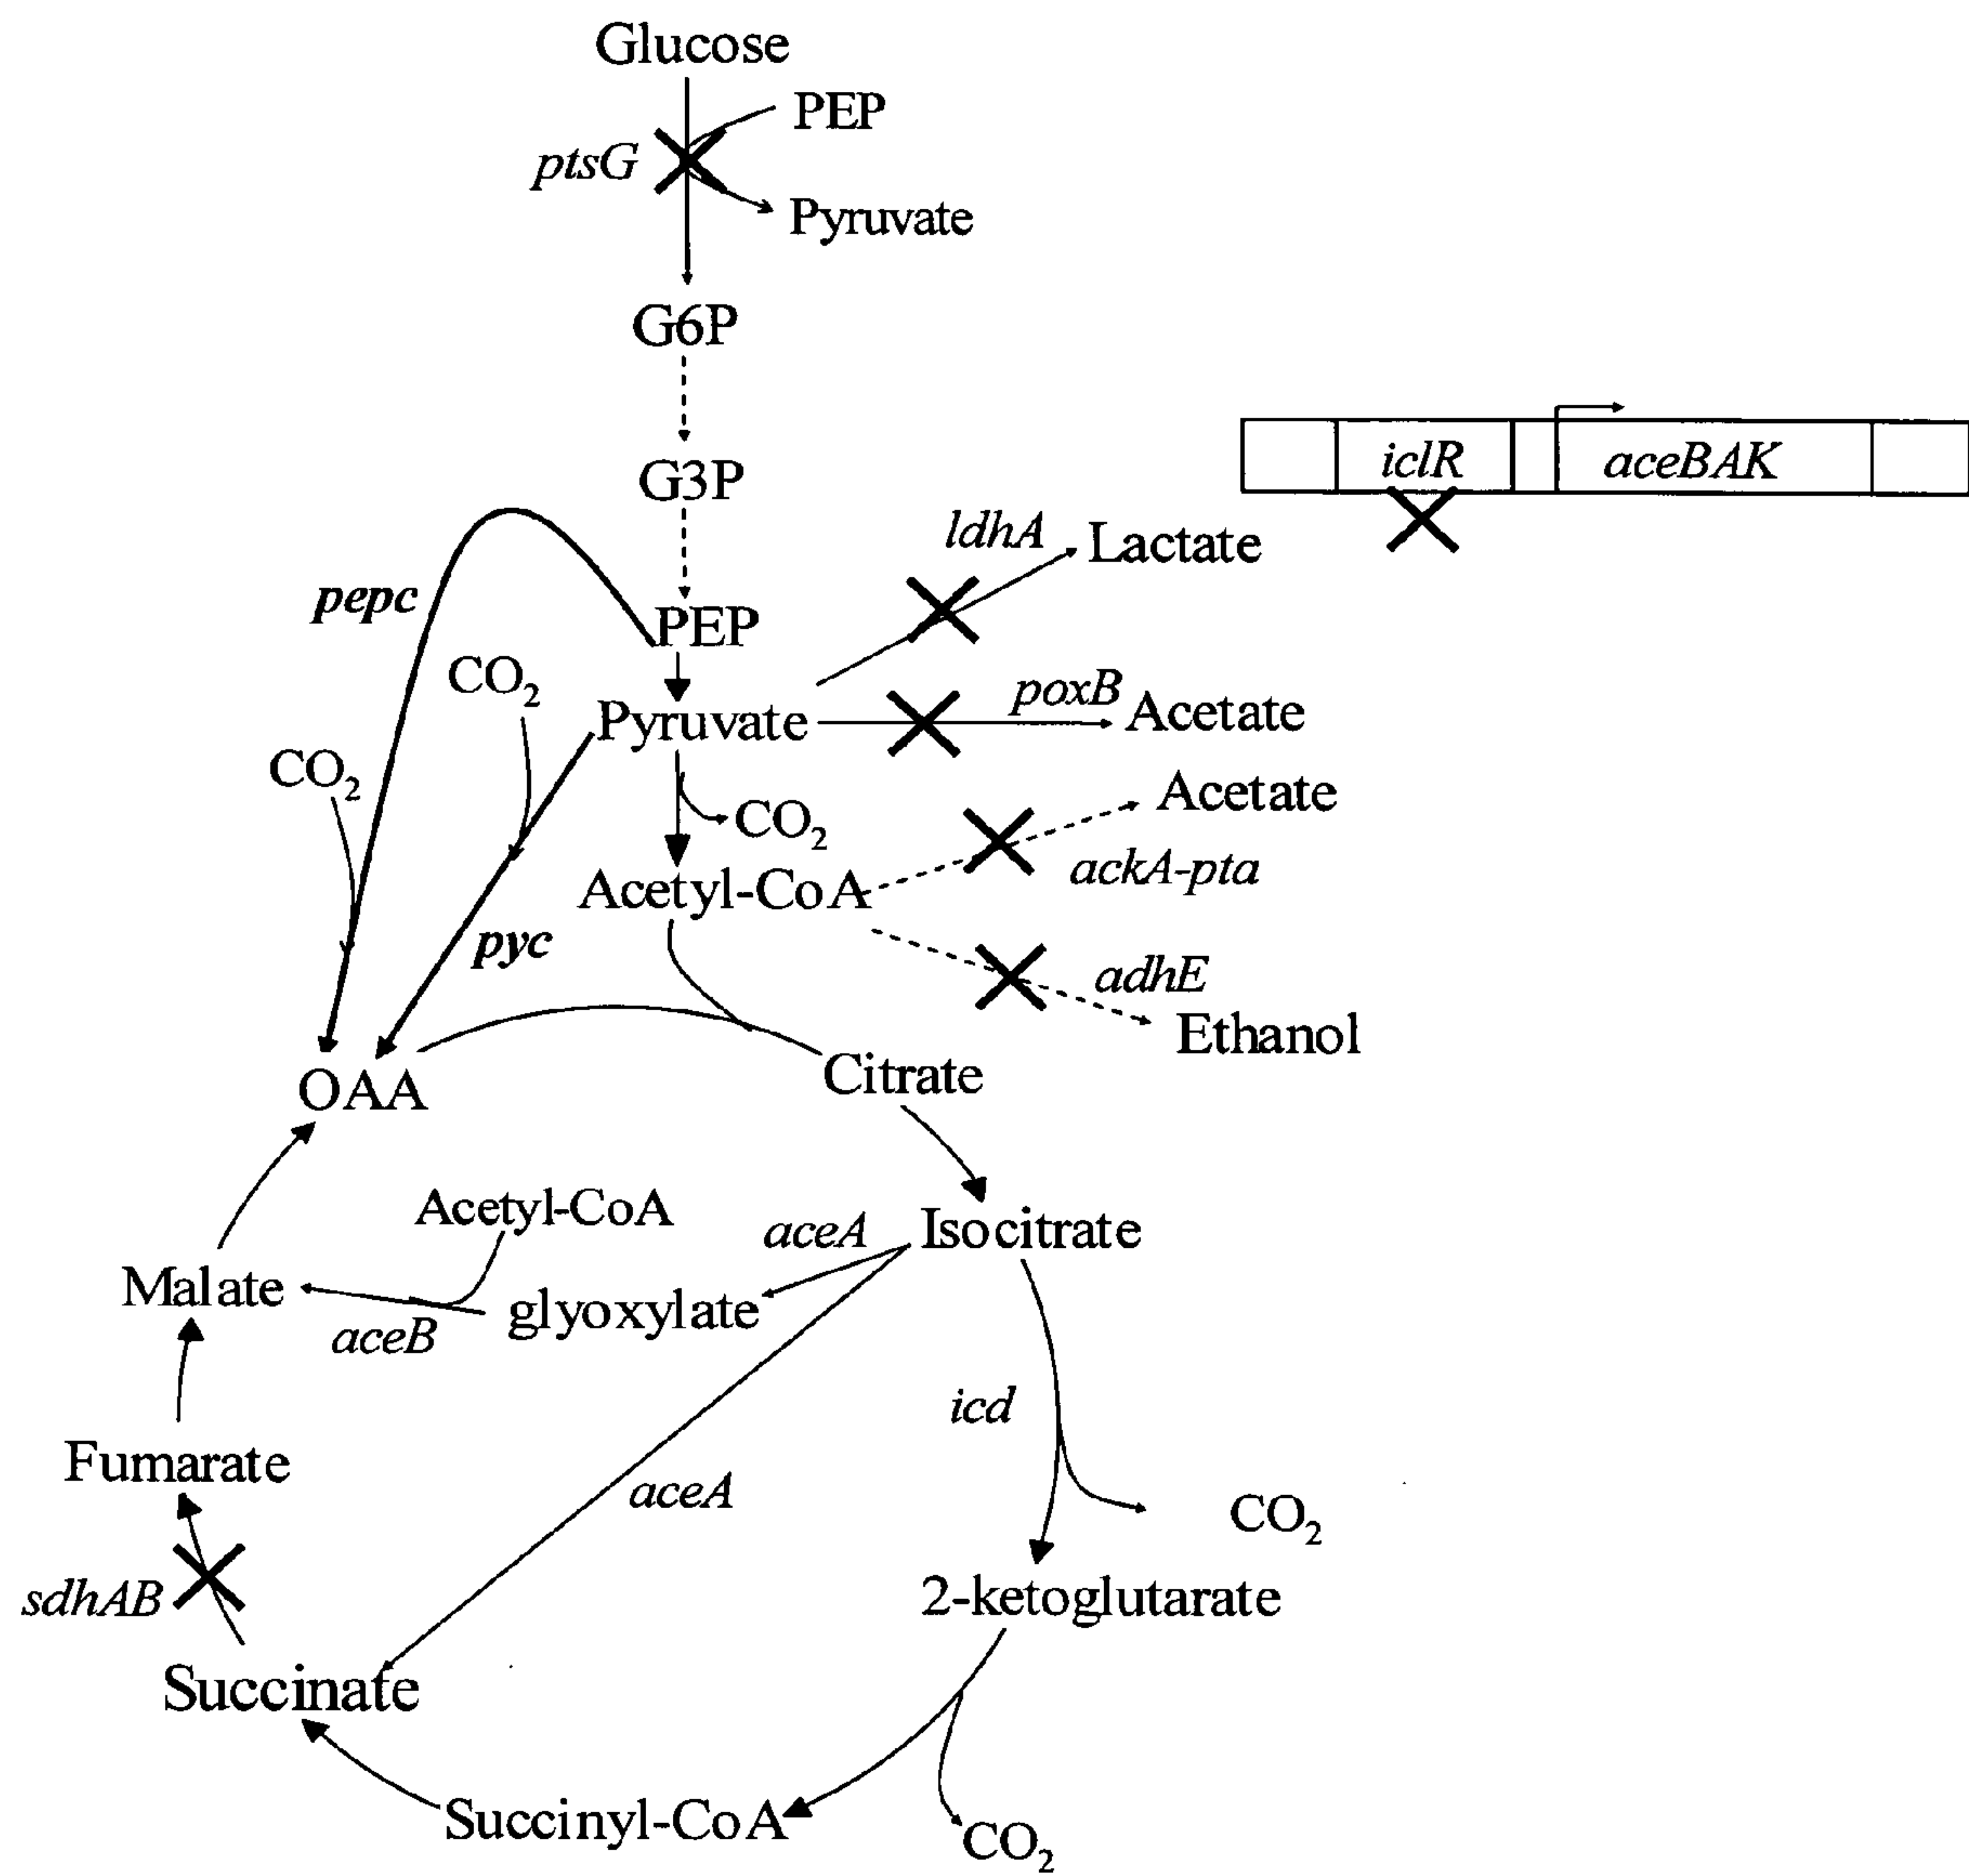 Glucose
PEP
ptsG
Pyruvate
G6P
iclR
aceBAK
G3P
ldhA
Lactate
pepc
PEP
CO2
poxB
Pyruvate
Acetate
CO2
Acetate
CO2
ackA-pta
Acetyl-CoA
pyc
adhE
Ethanol
OAA
Citrate
Acetyl-CoA
aceA
Isocitrate
Malate
glyoxylate
aceB
icd
Fumarate
aceA
CO2
sdhAB
2-ketoglutarate
Succinate
Succinyl-CoA
CO2